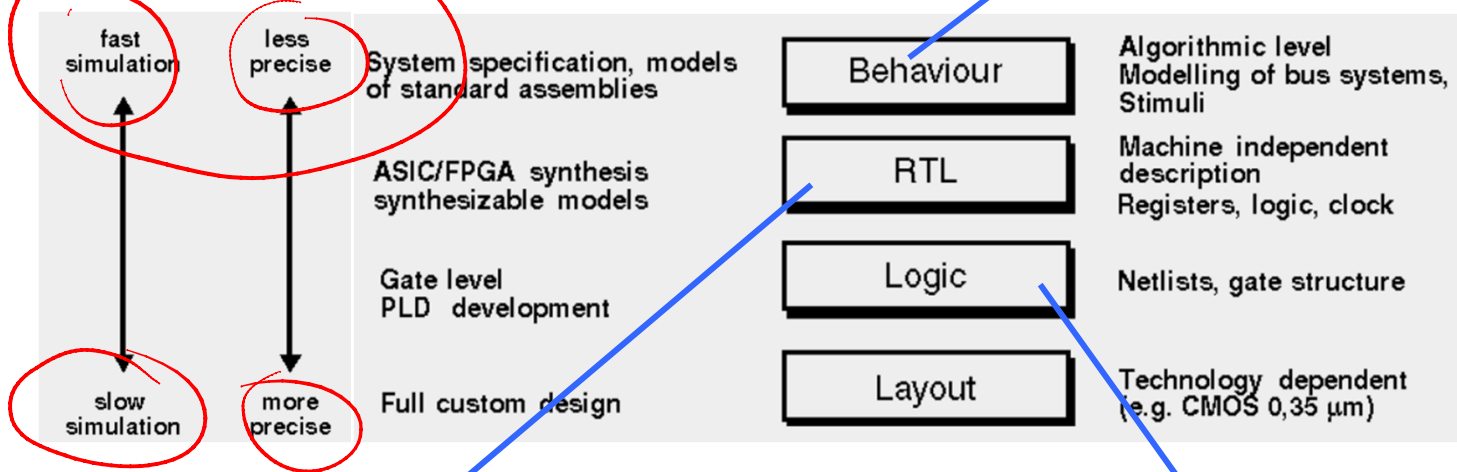 fast
simulation
less
precise
System specification, models
of standard assemblies
Behaviour
Algorithmic level
Modelling of bus systems,
Stimuli
ASIC/FPGA synthesis
synthesizable models
RTL
Machine independent
description
Registers, logic, clock
Gate level
PLD development
Logic
Netlists, gate structure
slow
simulation
more
precise
Full custom design
Layout
Technology dependent
(e.g. CMOS 0,35 µm)